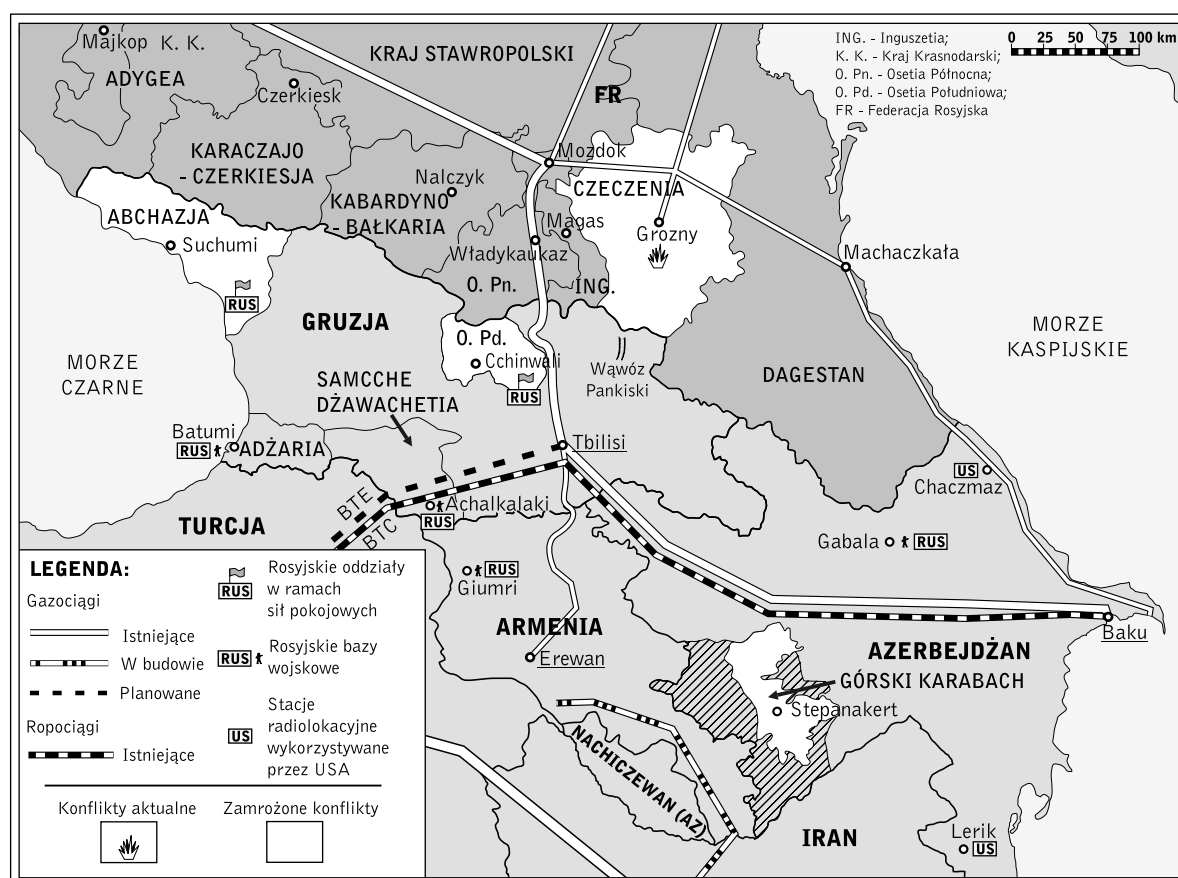 Majkop K. K.
ADYGEA
Czerkiesk
KRAJ STAWROPOLSKI
FR
ING. - Inguszetia;
K. K. - Kraj Krasnodarski;
O. Pn. - Osetia Północna;
O. Pd. - Osetia Południowa;
FR - Federacja Rosyjska
0 25 50 75 100 km
KARACZAJO
- CZERKIESJA
Mozdok
Nalczyk
KABARDYNO
- BAŁKARIA
CZECZENIA
Magas
Grozny
ABCHAZJA
Suchumi
Władykaukaz
O. Pn.
ING.
Machaczkała
RUS
GRUZJA
O. Pd.
Cchinwali
RUS
MORZE
CZARNE
MORZE
KASPIJSKIE
Wąwóz
Pankiski
DAGESTAN
SAMCCHE
DŻAWACHETIA
Batumi
RUS
ADŻARIA
Tbilisi
US
Chaczmaz
BTE
BTC
Achalkalaki
RUS
TURCJA
Gabala RUS
RUS
Giumri
ARMENIA
Erewan
Baku
AZERBEJDŻAN
GÓRSKI KARABACH
Stepanakert
NACHICZEWAN (AZ)
IRAN
Lerik
US
LEGENDA:
Gazociągi
Istniejące
W budowie
Planowane
Ropociągi
Istniejące
RUS
Rosyjskie oddziały
w ramach
sił pokojowych
RUS
Rosyjskie bazy
wojskowe
US
Stacje
radiolokacyjne
wykorzystywane
przez USA
Konflikty aktualne
Zamrożone konflikty